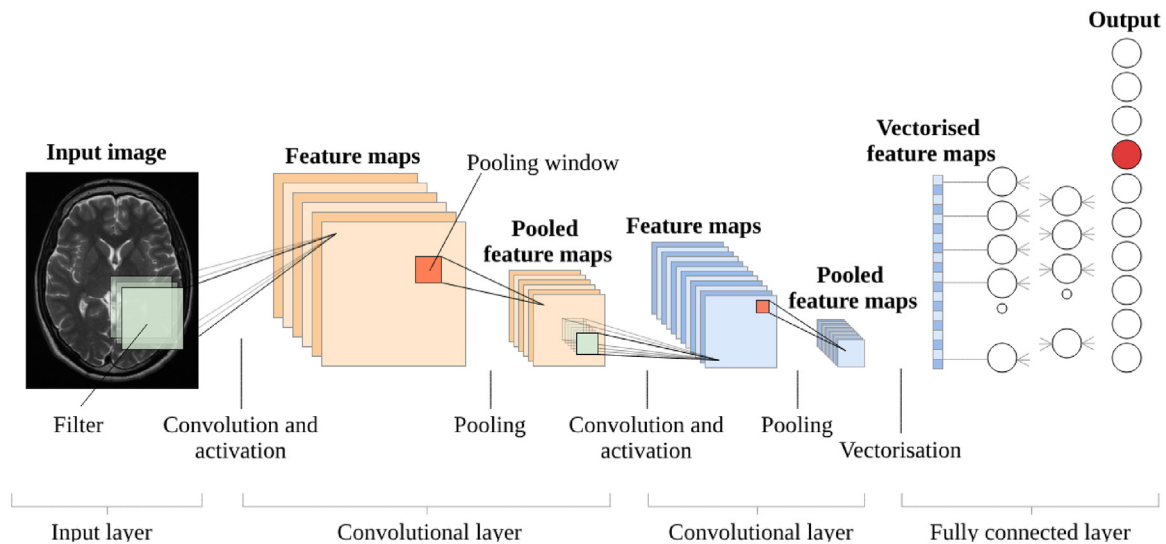 Output
Vectorised
feature maps
Input image
Feature maps
Pooling window
Pooled
feature maps
Feature maps
Pooled
feature maps
Filter
Convolution and
activation
Pooling
Convolution and
activation
Pooling
Vectorisation
Input layer
Convolutional layer
Convolutional layer
Fully connected layer